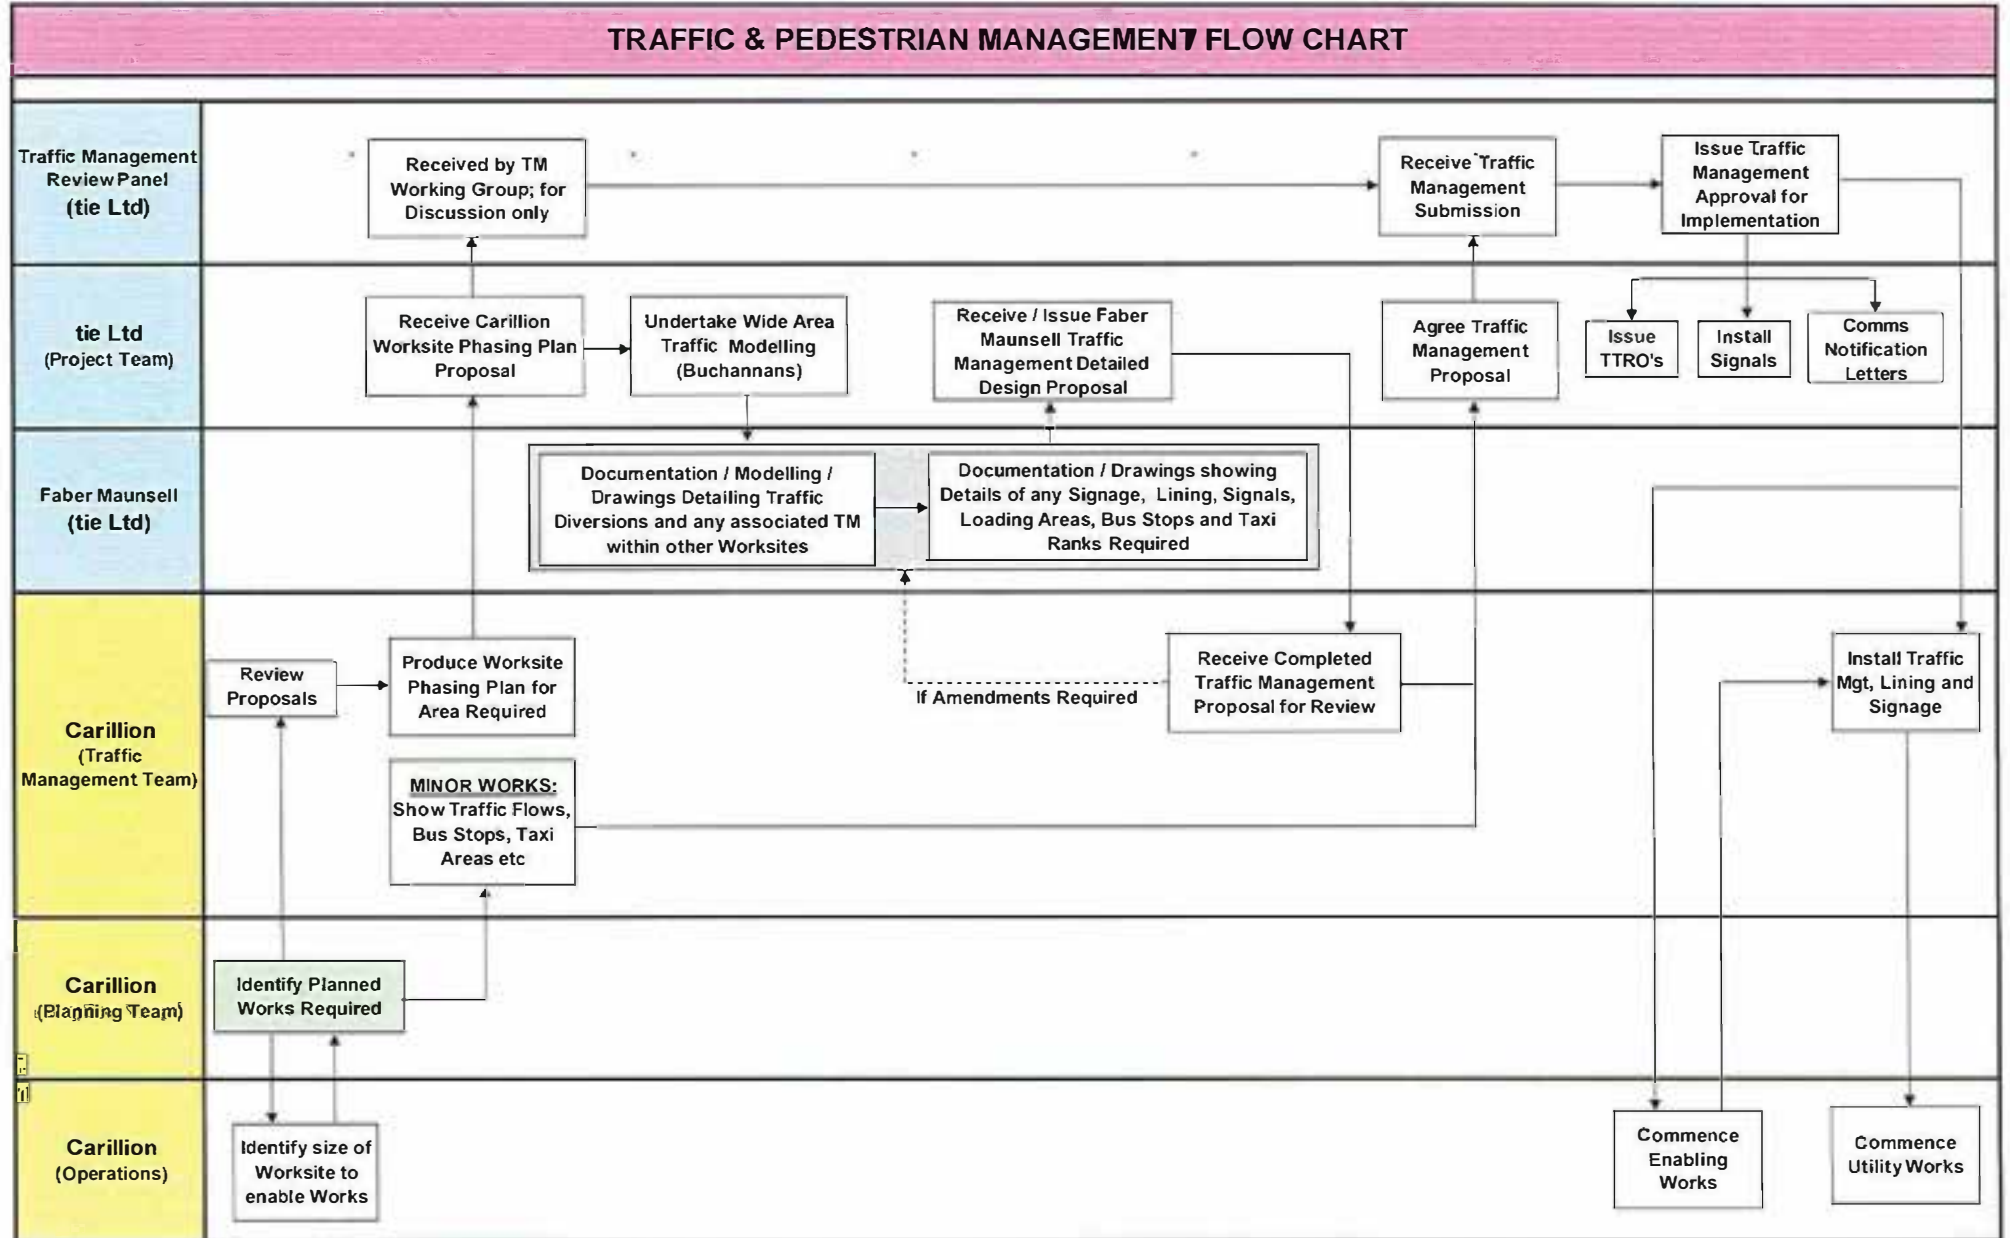 TRAFFIC & PEDESTRIAN MANAGEMENT FLOW CHART
Traffic Management
Review Panel
(tie Ltd)
Received by TM
Working Group; for
Discussion only
Receive Traffic
Management
Submission
Issue Traffic
Management
Approval for
Implementation
tie Ltd
(Project Team)
Receive Carillion
Worksite Phasing Plan
Proposal
Undertake Wide Area
Traffic Modelling
(Buchannans)
Receive / Issue Faber
Maunsell Traffic
Management Detailed
Design Proposal
Agree Traffic
Management
Proposal
Issue
TTRO's
Install
Signals
Comms
Notification
Letters
Faber Maunsell
(tie Ltd)
Documentation / Modelling /
Drawings Detailing Traffic
Diversions and any associated TM
within other Worksites
Documentation / Drawings showing
Details of any Signage, Lining, Signals,
Loading Areas, Bus Stops and Taxi
Ranks Required
Carillion
(Traffic
Management Team)
Review
Proposals
Produce Worksite
Phasing Plan for
Area Required
If Amendments Required
Receive Completed
Traffic Management
Proposal for Review
Install Traffic
Mgt, Lining and
Signage
MINOR WORKS:
Show Traffic Flows,
Bus Stops, Taxi
Areas etc
Carillion
(Planning Team)
Identify Planned
Works Required
Carillion
(Operations)
Identify size of
Worksite to
enable Works
Commence
Enabling
Works
Commence
Utility Works